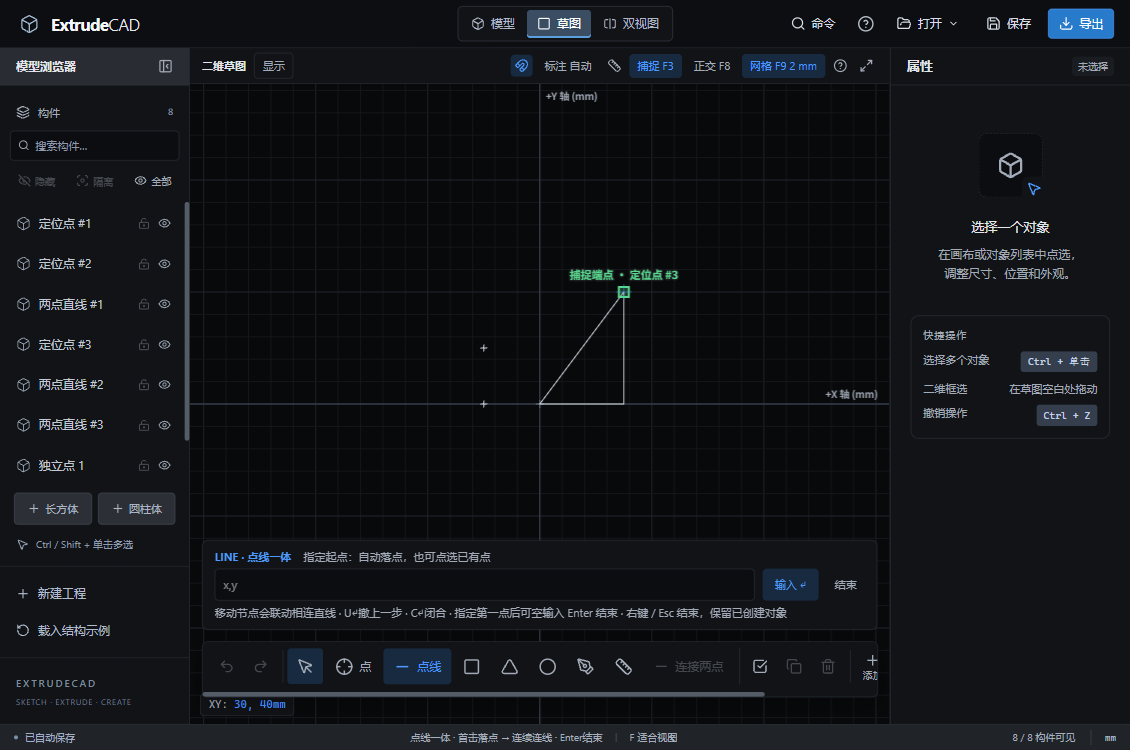 ExtrudeCAD
模型
草图
双视图
命令
打开
保存
导出
模型浏览器
二维草图
显示
标注 自动
捕捉 F3
正交 F8
网格 F9 2 mm
属性
未选择
构件
8
搜索构件...
隐藏
隔离
全部
定位点 #1
定位点 #2
两点直线 #1
定位点 #3
两点直线 #2
两点直线 #3
独立点 1
+ 长方体
+ 圆柱体
Ctrl / Shift + 单击多选
+ 新建工程
载入结构示例
EXTRUDECAD
SKETCH · EXTRUDE · CREATE
+Y 轴 (mm)
捕捉端点 · 定位点 #3
+X 轴 (mm)
LINE · 点线一体 指定起点：自动落点，也可点选已有点
x,y
输入 ↵
结束
移动节点会联动相连直线 · U↵撤上一步 · C↵闭合 · 指定第一点后可空输入 Enter 结束 · 右键 / Esc 结束，保留已创建对象
点
点线
连接两点
添加
XY: 30, 40mm
选择一个对象
在画布或对象列表中点选，
调整尺寸、位置和外观。
快捷操作
选择多个对象 Ctrl + 单击
二维框选 在草图空白处拖动
撤销操作 Ctrl + Z
已自动保存
点线一体 · 首击落点 → 连续连线 · Enter结束
F 适合视图
8 / 8 构件可见
mm